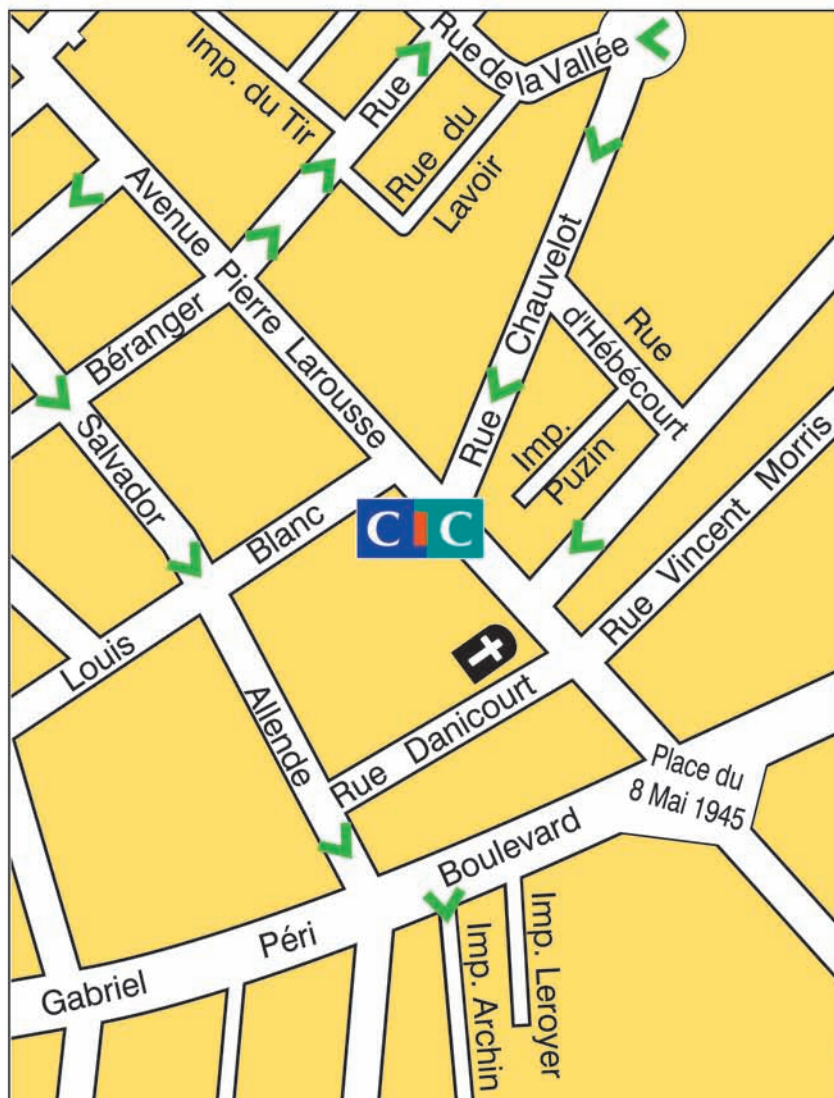 Rue de la Vallée
Imp. du Tir
Rue
Béranger
Rue du
Lavoir
Avenue Pierre Larousse
Rue Chauvelot
Rue
d'Hébécourt
Imp.
Puzin
Rue Vincent Morris
Salvador
Allende
Louis Blanc
CIC
Rue Danicourt
Place du
8 Mai 1945
Boulevard
Gabriel Péri
Imp. Leroyer
Imp. Archin